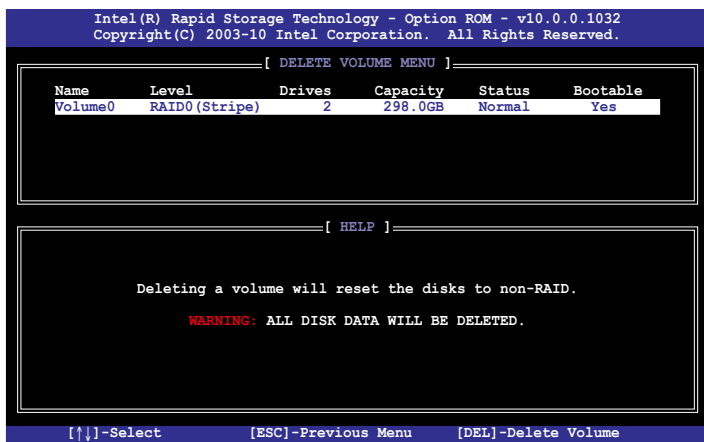 Intel(R) Rapid Storage Technology - Option ROM - v10.0.0.1032
Copyright(C) 2003-10 Intel Corporation. All Rights Reserved.
[ DELETE VOLUME MENU ]
Name Level Drives Capacity Status Bootable
Volume0 RAID0(Stripe) 2 298.0GB Normal Yes
[ HELP ]
Deleting a volume will reset the disks to non-RAID.
WARNING: ALL DISK DATA WILL BE DELETED.
[↑↓]-Select [ESC]-Previous Menu [DEL]-Delete Volume